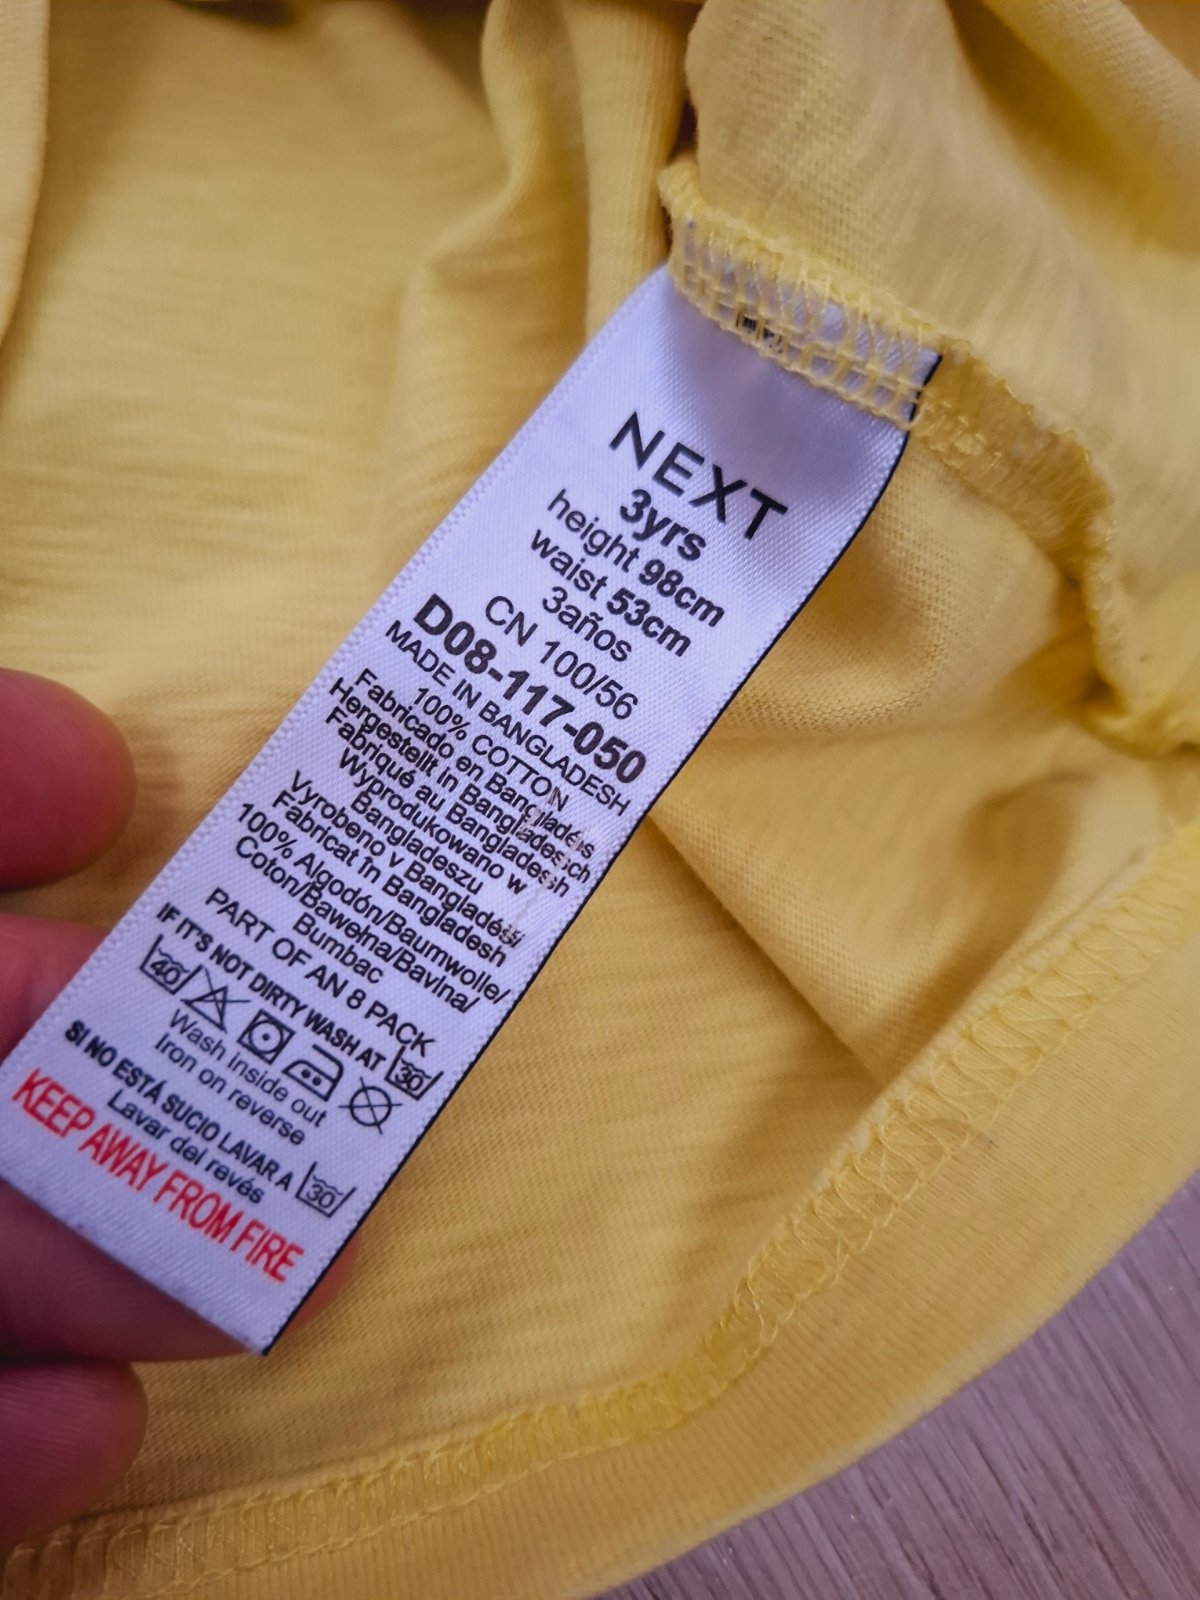 NEXT
3yrs
height 98cm
waist 53cm
3años
CN 100/56
D08-117-050
MADE IN BANGLADESH
100% COTTON
Fabricado en Bangladés
Hergestellt in Bangladesch
Fabriqué au Bangladesh
Wyprodukowano w
Bangladeszu
Vyrobeno v Bangladéši
Fabricat în Bangladesh
100% Algodón/Baumwolle/
Coton/Bawełna/Bavlna/
Bumbac
PART OF AN 8 PACK
IF IT'S NOT DIRTY WASH AT 30
40
Wash inside out
Iron on reverse
SI NO ESTÁ SUCIO LAVAR A 30
Lavar del revés
KEEP AWAY FROM FIRE